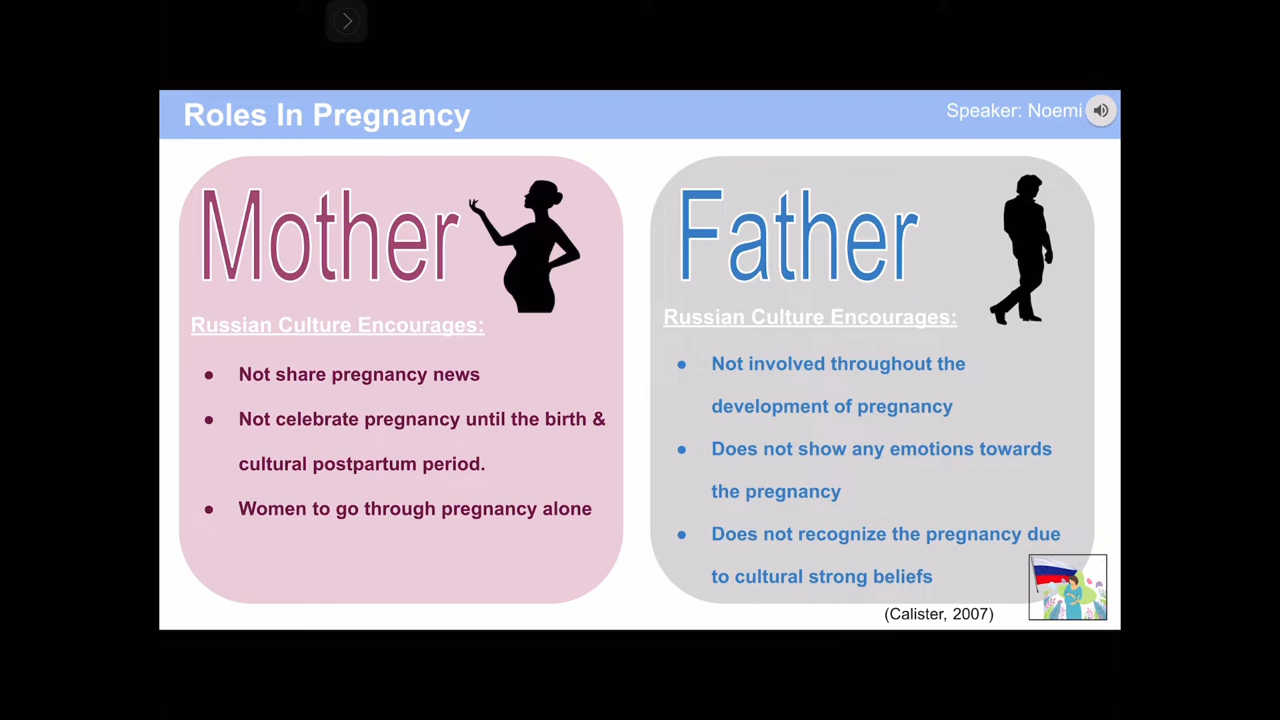 Roles In Pregnancy
Speaker: Noemi
Mother
Russian Culture Encourages:
● Not share pregnancy news
● Not celebrate pregnancy until the birth &
cultural postpartum period.
● Women to go through pregnancy alone
Father
Russian Culture Encourages:
● Not involved throughout the
development of pregnancy
● Does not show any emotions towards
the pregnancy
● Does not recognize the pregnancy due
to cultural strong beliefs
(Calister, 2007)